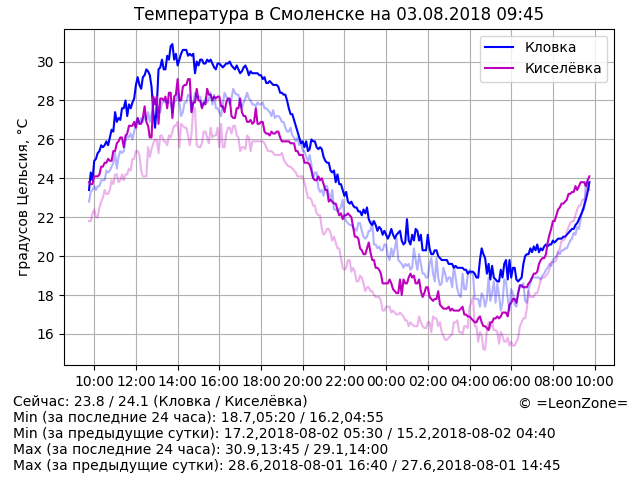 Температура в Смоленске на 03.08.2018 09:45
Кловка
Киселёвка
градусов Цельсия, °C
30
28
26
24
22
20
18
16
10:00 12:00 14:00 16:00 18:00 20:00 22:00 00:00 02:00 04:00 06:00 08:00 10:00
Сейчас: 23.8 / 24.1 (Кловка / Киселёвка)
© =LeonZone=
Min (за последние 24 часа): 18.7,05:20 / 16.2,04:55
Min (за предыдущие сутки): 17.2,2018-08-02 05:30 / 15.2,2018-08-02 04:40
Max (за последние 24 часа): 30.9,13:45 / 29.1,14:00
Max (за предыдущие сутки): 28.6,2018-08-01 16:40 / 27.6,2018-08-01 14:45